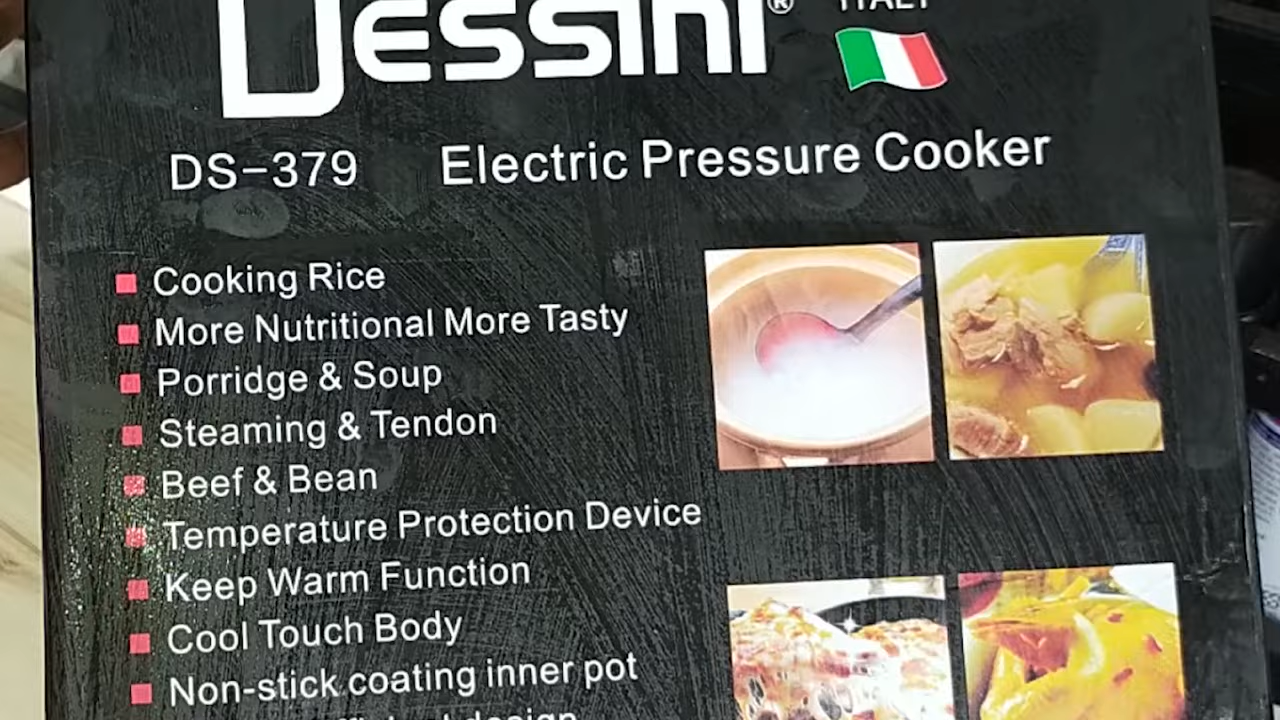 DESSINI® ITALY
DS-379 Electric Pressure Cooker
Cooking Rice
More Nutritional More Tasty
Porridge & Soup
Steaming & Tendon
Beef & Bean
Temperature Protection Device
Keep Warm Function
Cool Touch Body
Non-stick coating inner pot
design